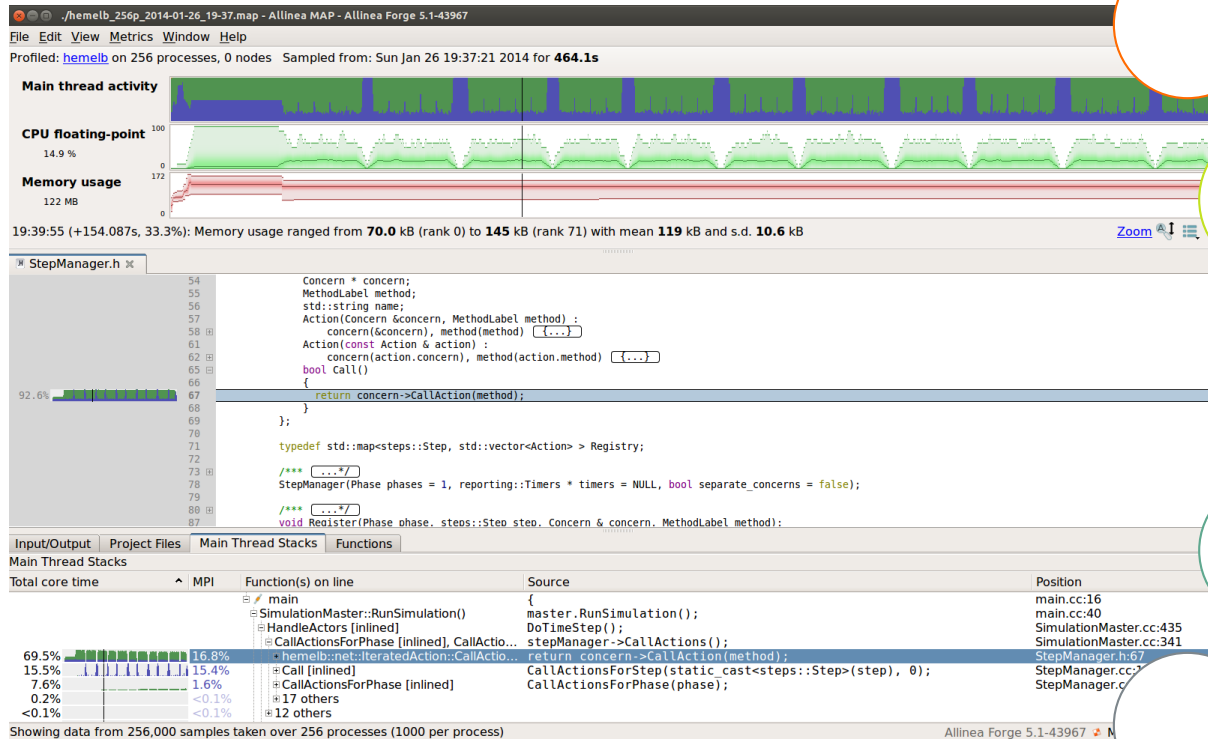 ./hemelb_256p_2014-01-26_19-37.map - Allinea MAP - Allinea Forge 5.1-43967
File Edit View Metrics Window Help
Profiled: hemelb on 256 processes, 0 nodes Sampled from: Sun Jan 26 19:37:21 2014 for 464.1s
Main thread activity
CPU floating-point 100
14.9 %
0
Memory usage 172
122 MB
0
19:39:55 (+154.087s, 33.3%): Memory usage ranged from 70.0 kB (rank 0) to 145 kB (rank 71) with mean 119 kB and s.d. 10.6 kB Zoom
StepManager.h
54 Concern * concern;
55 MethodLabel method;
56 std::string name;
57 Action(Concern &concern, MethodLabel method) :
58 concern(&concern), method(method) {...}
61 Action(const Action & action) :
62 concern(action.concern), method(action.method) {...}
65 bool Call()
66 {
92.6% 67 return concern->CallAction(method);
68 }
69 };
70
71 typedef std::map<steps::Step, std::vector<Action> > Registry;
72
73 /*** ...*/
78 StepManager(Phase phases = 1, reporting::Timers * timers = NULL, bool separate_concerns = false);
79
80 /*** ...*/
87 void Register(Phase phase, steps::Step step, Concern & concern, MethodLabel method);
Input/Output Project Files Main Thread Stacks Functions
Main Thread Stacks
Total core time MPI Function(s) on line Source Position
main { main.cc:16
SimulationMaster::RunSimulation() master.RunSimulation(); main.cc:40
HandleActors [inlined] DoTimeStep(); SimulationMaster.cc:435
CallActionsForPhase [inlined], CallActio... stepManager->CallActions(); SimulationMaster.cc:341
69.5% 16.8% hemelb::net::IteratedAction::CallActio... return concern->CallAction(method); StepManager.h:67
15.5% 15.4% Call [inlined] CallActionsForStep(static_cast<steps::Step>(step), 0); StepManager.cc:
7.6% 1.6% CallActionsForPhase [inlined] CallActionsForPhase(phase); StepManager.c
0.2% <0.1% 17 others
<0.1% <0.1% 12 others
Showing data from 256,000 samples taken over 256 processes (1000 per process) Allinea Forge 5.1-43967